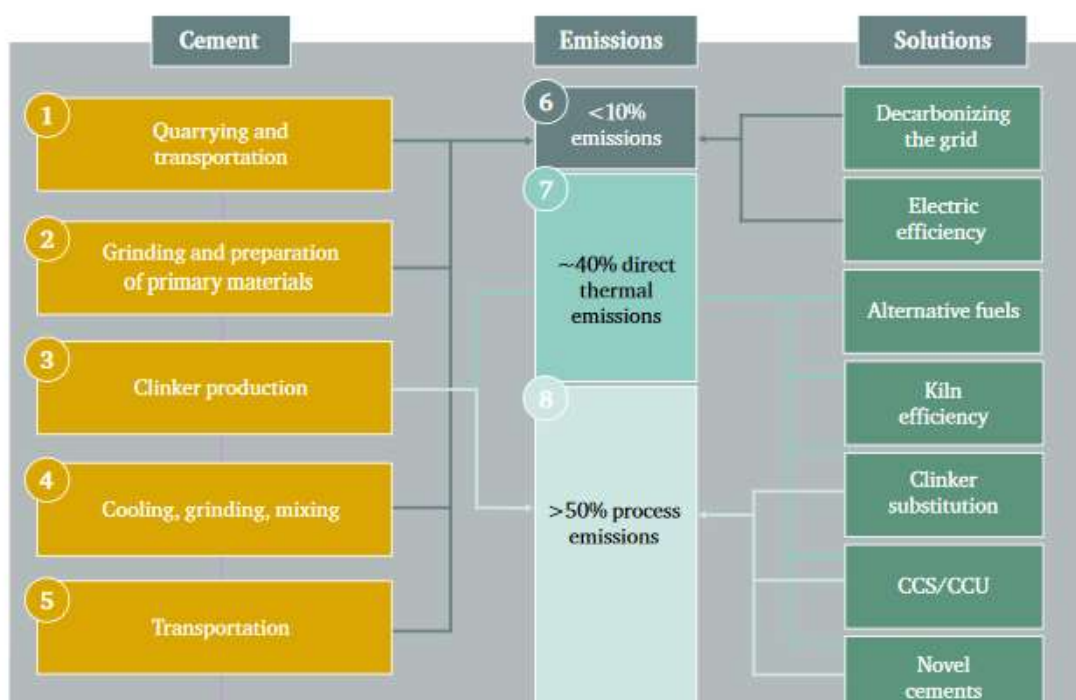 Cement
Emissions
Solutions
1
Quarrying and
transportation
2
Grinding and preparation
of primary materials
3
Clinker production
4
Cooling, grinding, mixing
5
Transportation
6
<10%
emissions
7
~40% direct
thermal
emissions
8
>50% process
emissions
Decarbonizing
the grid
Electric
efficiency
Alternative fuels
Kiln
efficiency
Clinker
substitution
CCS/CCU
Novel
cements